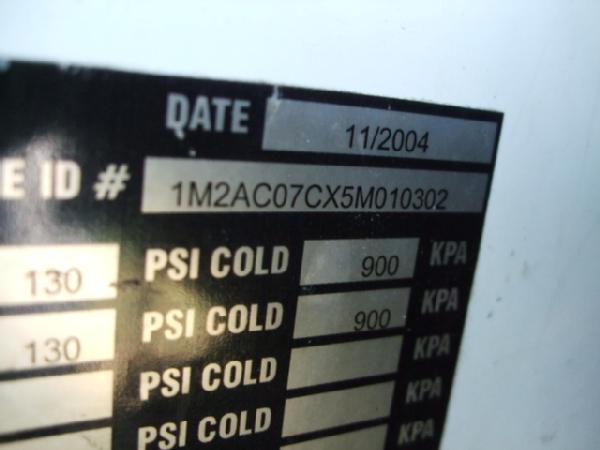 DATE 11/2004
E ID # 1M2AC07CX5M010302
130 PSI COLD 900 KPA
130 PSI COLD 900 KPA
PSI COLD KPA
PSI COLD KPA